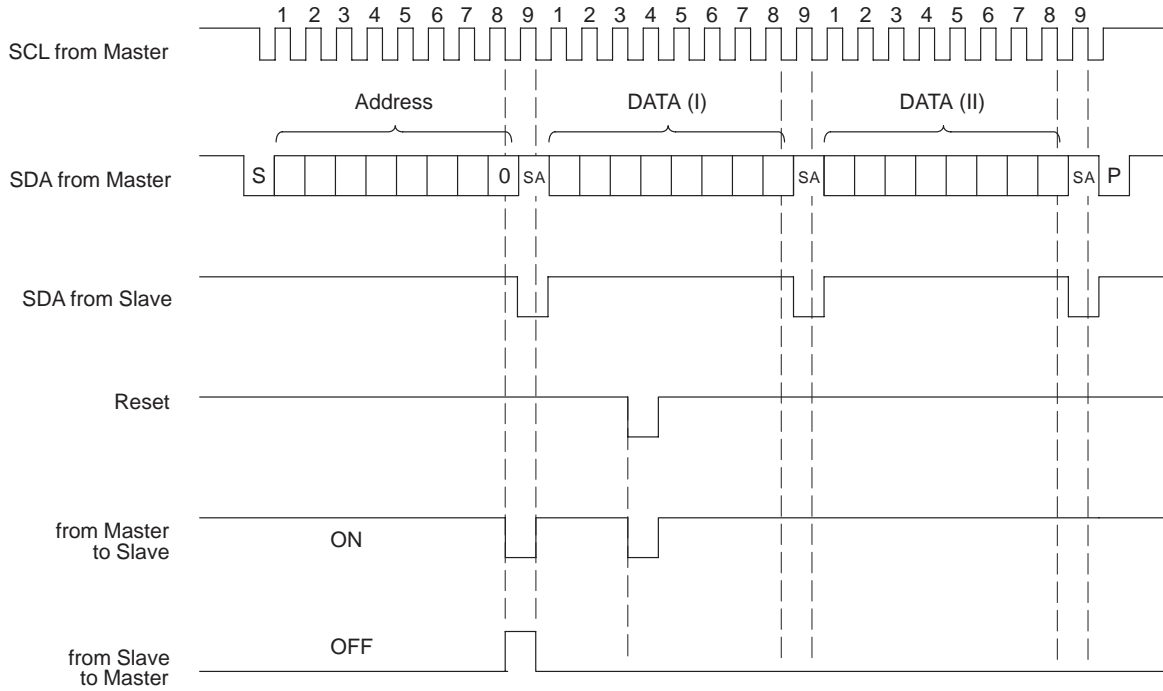 1 2 3 4 5 6 7 8 9 1 2 3 4 5 6 7 8 9 1 2 3 4 5 6 7 8 9
SCL from Master
Address DATA (I) DATA (II)
SDA from Master S 0 SA SA SA P
SDA from Slave
Reset
from Master
to Slave
ON
from Slave
to Master
OFF